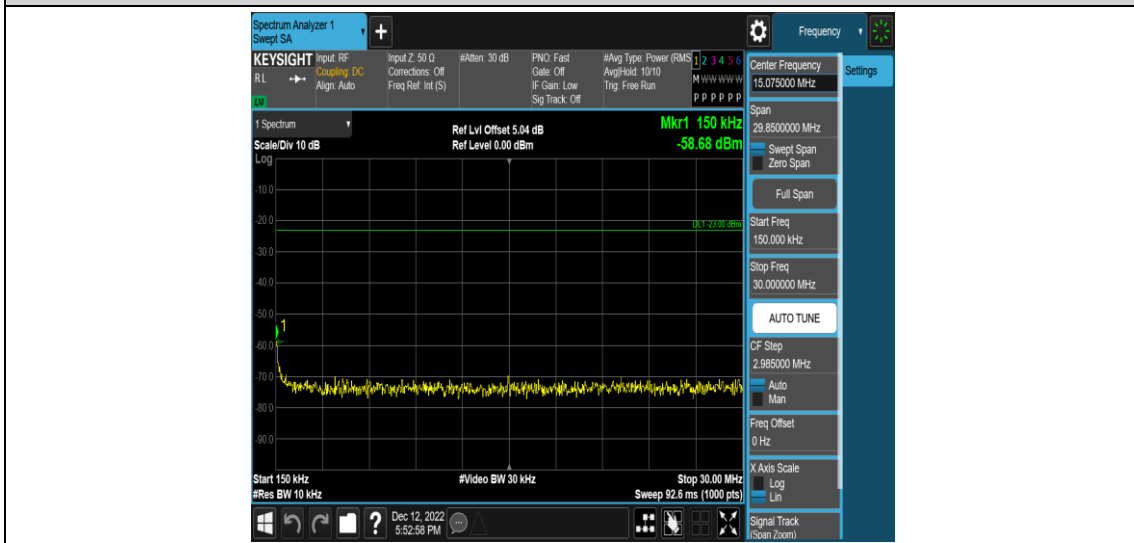 Spectrum Analyzer 1
Swept SA
Frequency
KEYSIGHT
RL
Input: RF
Coupling: DC
Align: Auto
Input Z: 50 Ω
Corrections: Off
Freq Ref: Int (S)
#Atten: 30 dB
PNO: Fast
Gate: Off
IF Gain: Low
Sig Track: Off
#Avg Type: Power (RMS
Avg|Hold: 10/10
Trig: Free Run
1 2 3 4 5 6
M W W W W W
P P P P P P
1 Spectrum
Scale/Div 10 dB
Ref Lvl Offset 5.04 dB
Ref Level 0.00 dBm
Mkr1 150 kHz
-58.68 dBm
Log
-10.0
-20.0
DL1 -23.00 dBm
-30.0
-40.0
-50.0
1
-60.0
-70.0
-80.0
-90.0
Start 150 kHz
#Video BW 30 kHz
Stop 30.00 MHz
#Res BW 10 kHz
Sweep 92.6 ms (1000 pts)
?
Dec 12, 2022
5:52:58 PM
Center Frequency
15.075000 MHz
Settings
Span
29.8500000 MHz
Swept Span
Zero Span
Full Span
Start Freq
150.000 kHz
Stop Freq
30.000000 MHz
AUTO TUNE
CF Step
2.985000 MHz
Auto
Man
Freq Offset
0 Hz
X Axis Scale
Log
Lin
Signal Track
(Span Zoom)